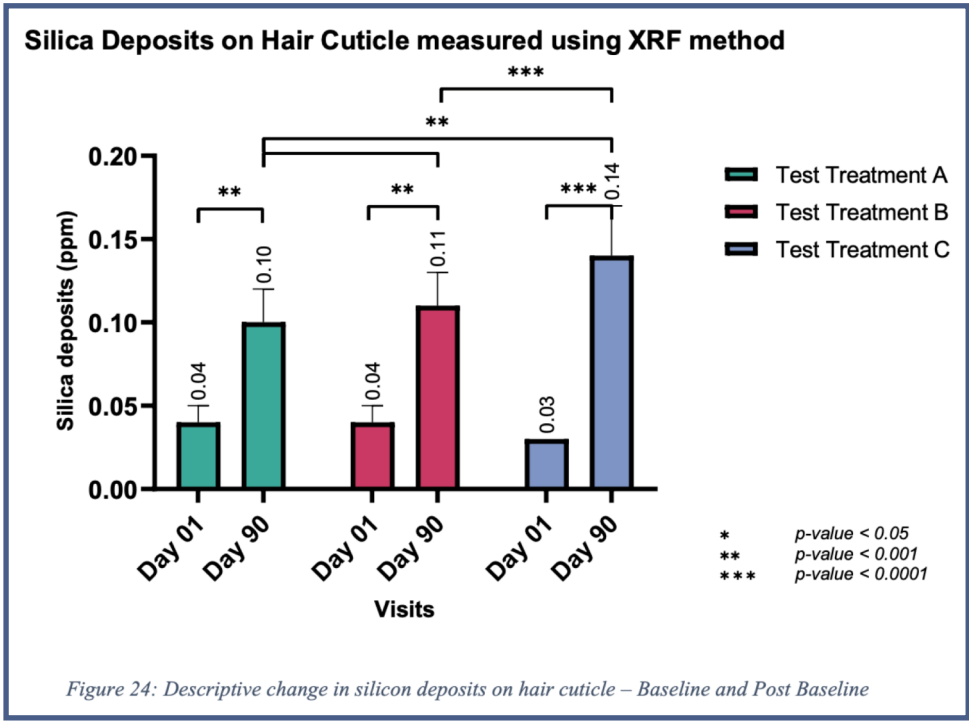 Silica Deposits on Hair Cuticle measured using XRF method
***
**
** ** ***
0.20
0.15
0.10
0.05
0.00
Silica deposits (ppm)
0.04
0.10
0.04
0.11
0.03
0.14
Test Treatment A
Test Treatment B
Test Treatment C
Day 01
Day 90
Day 01
Day 90
Day 01
Day 90
Visits
* p-value < 0.05
** p-value < 0.001
*** p-value < 0.0001
Figure 24: Descriptive change in silicon deposits on hair cuticle – Baseline and Post Baseline